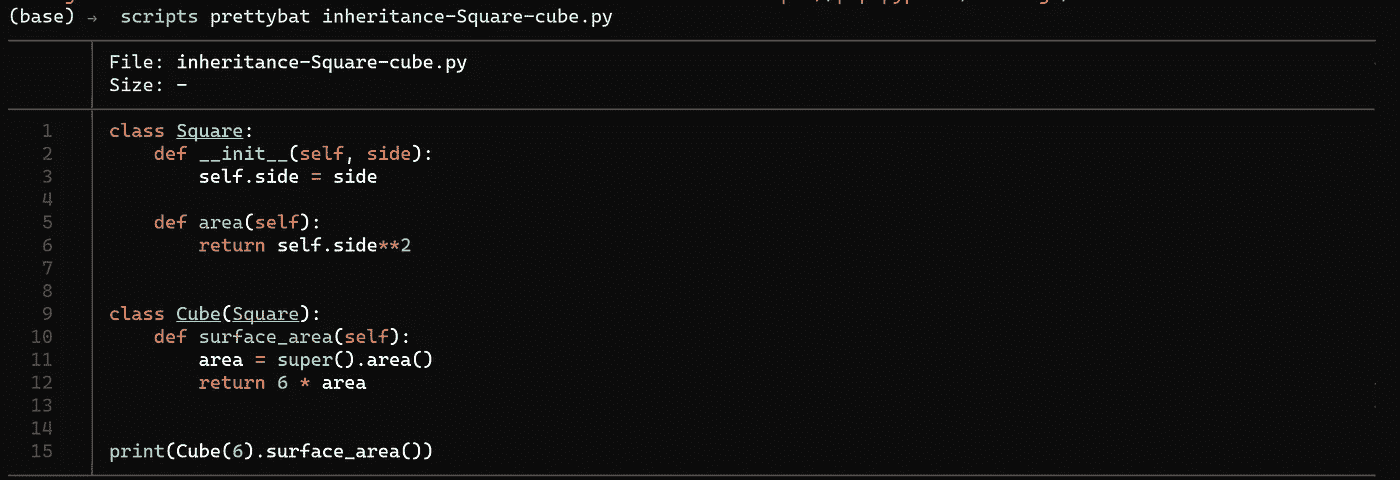 (base) → scripts prettybat inheritance-Square-cube.py
File: inheritance-Square-cube.py
Size: -
1 class Square:
2     def __init__(self, side):
3         self.side = side
4
5     def area(self):
6         return self.side**2
7
8
9 class Cube(Square):
10     def surface_area(self):
11         area = super().area()
12         return 6 * area
13
14
15 print(Cube(6).surface_area())